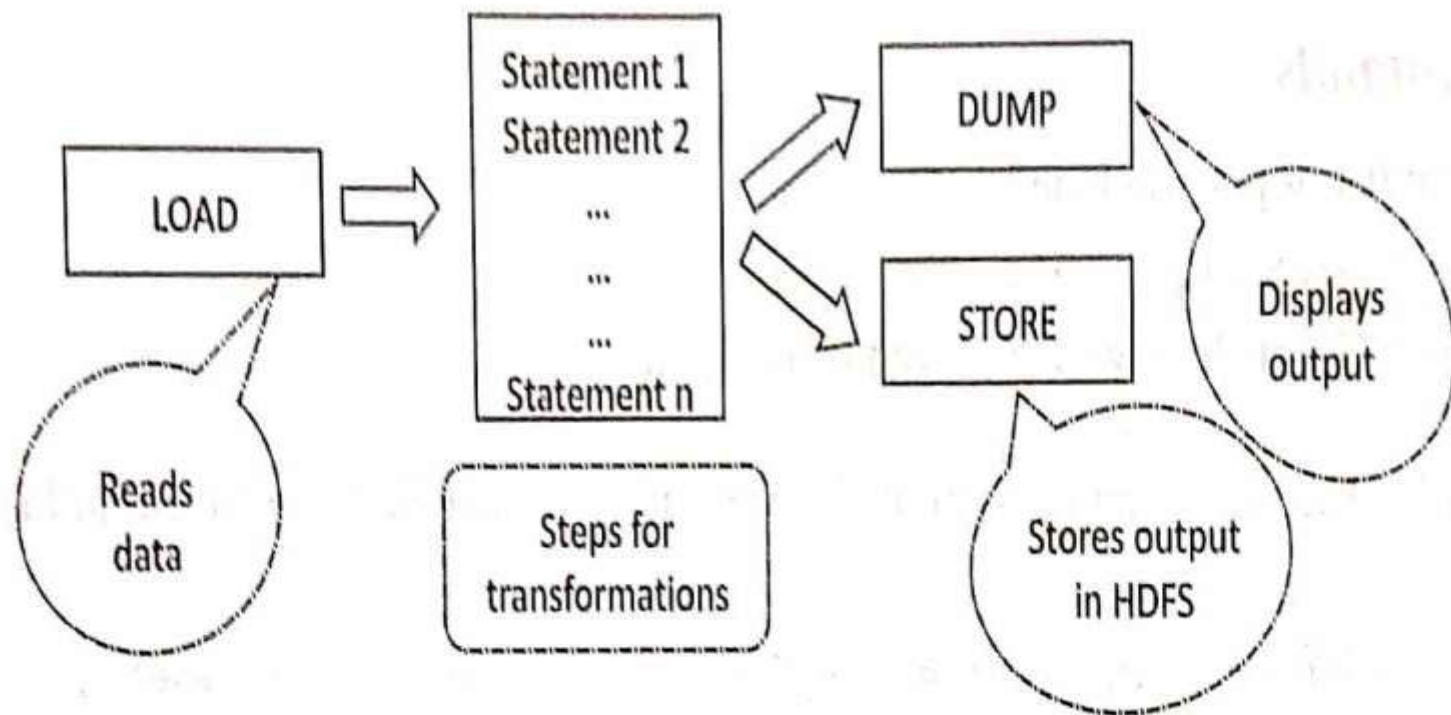 LOAD
Reads
data
Statement 1
Statement 2
...
...
...
Statement n
Steps for
transformations
DUMP
STORE
Displays
output
Stores output
in HDFS